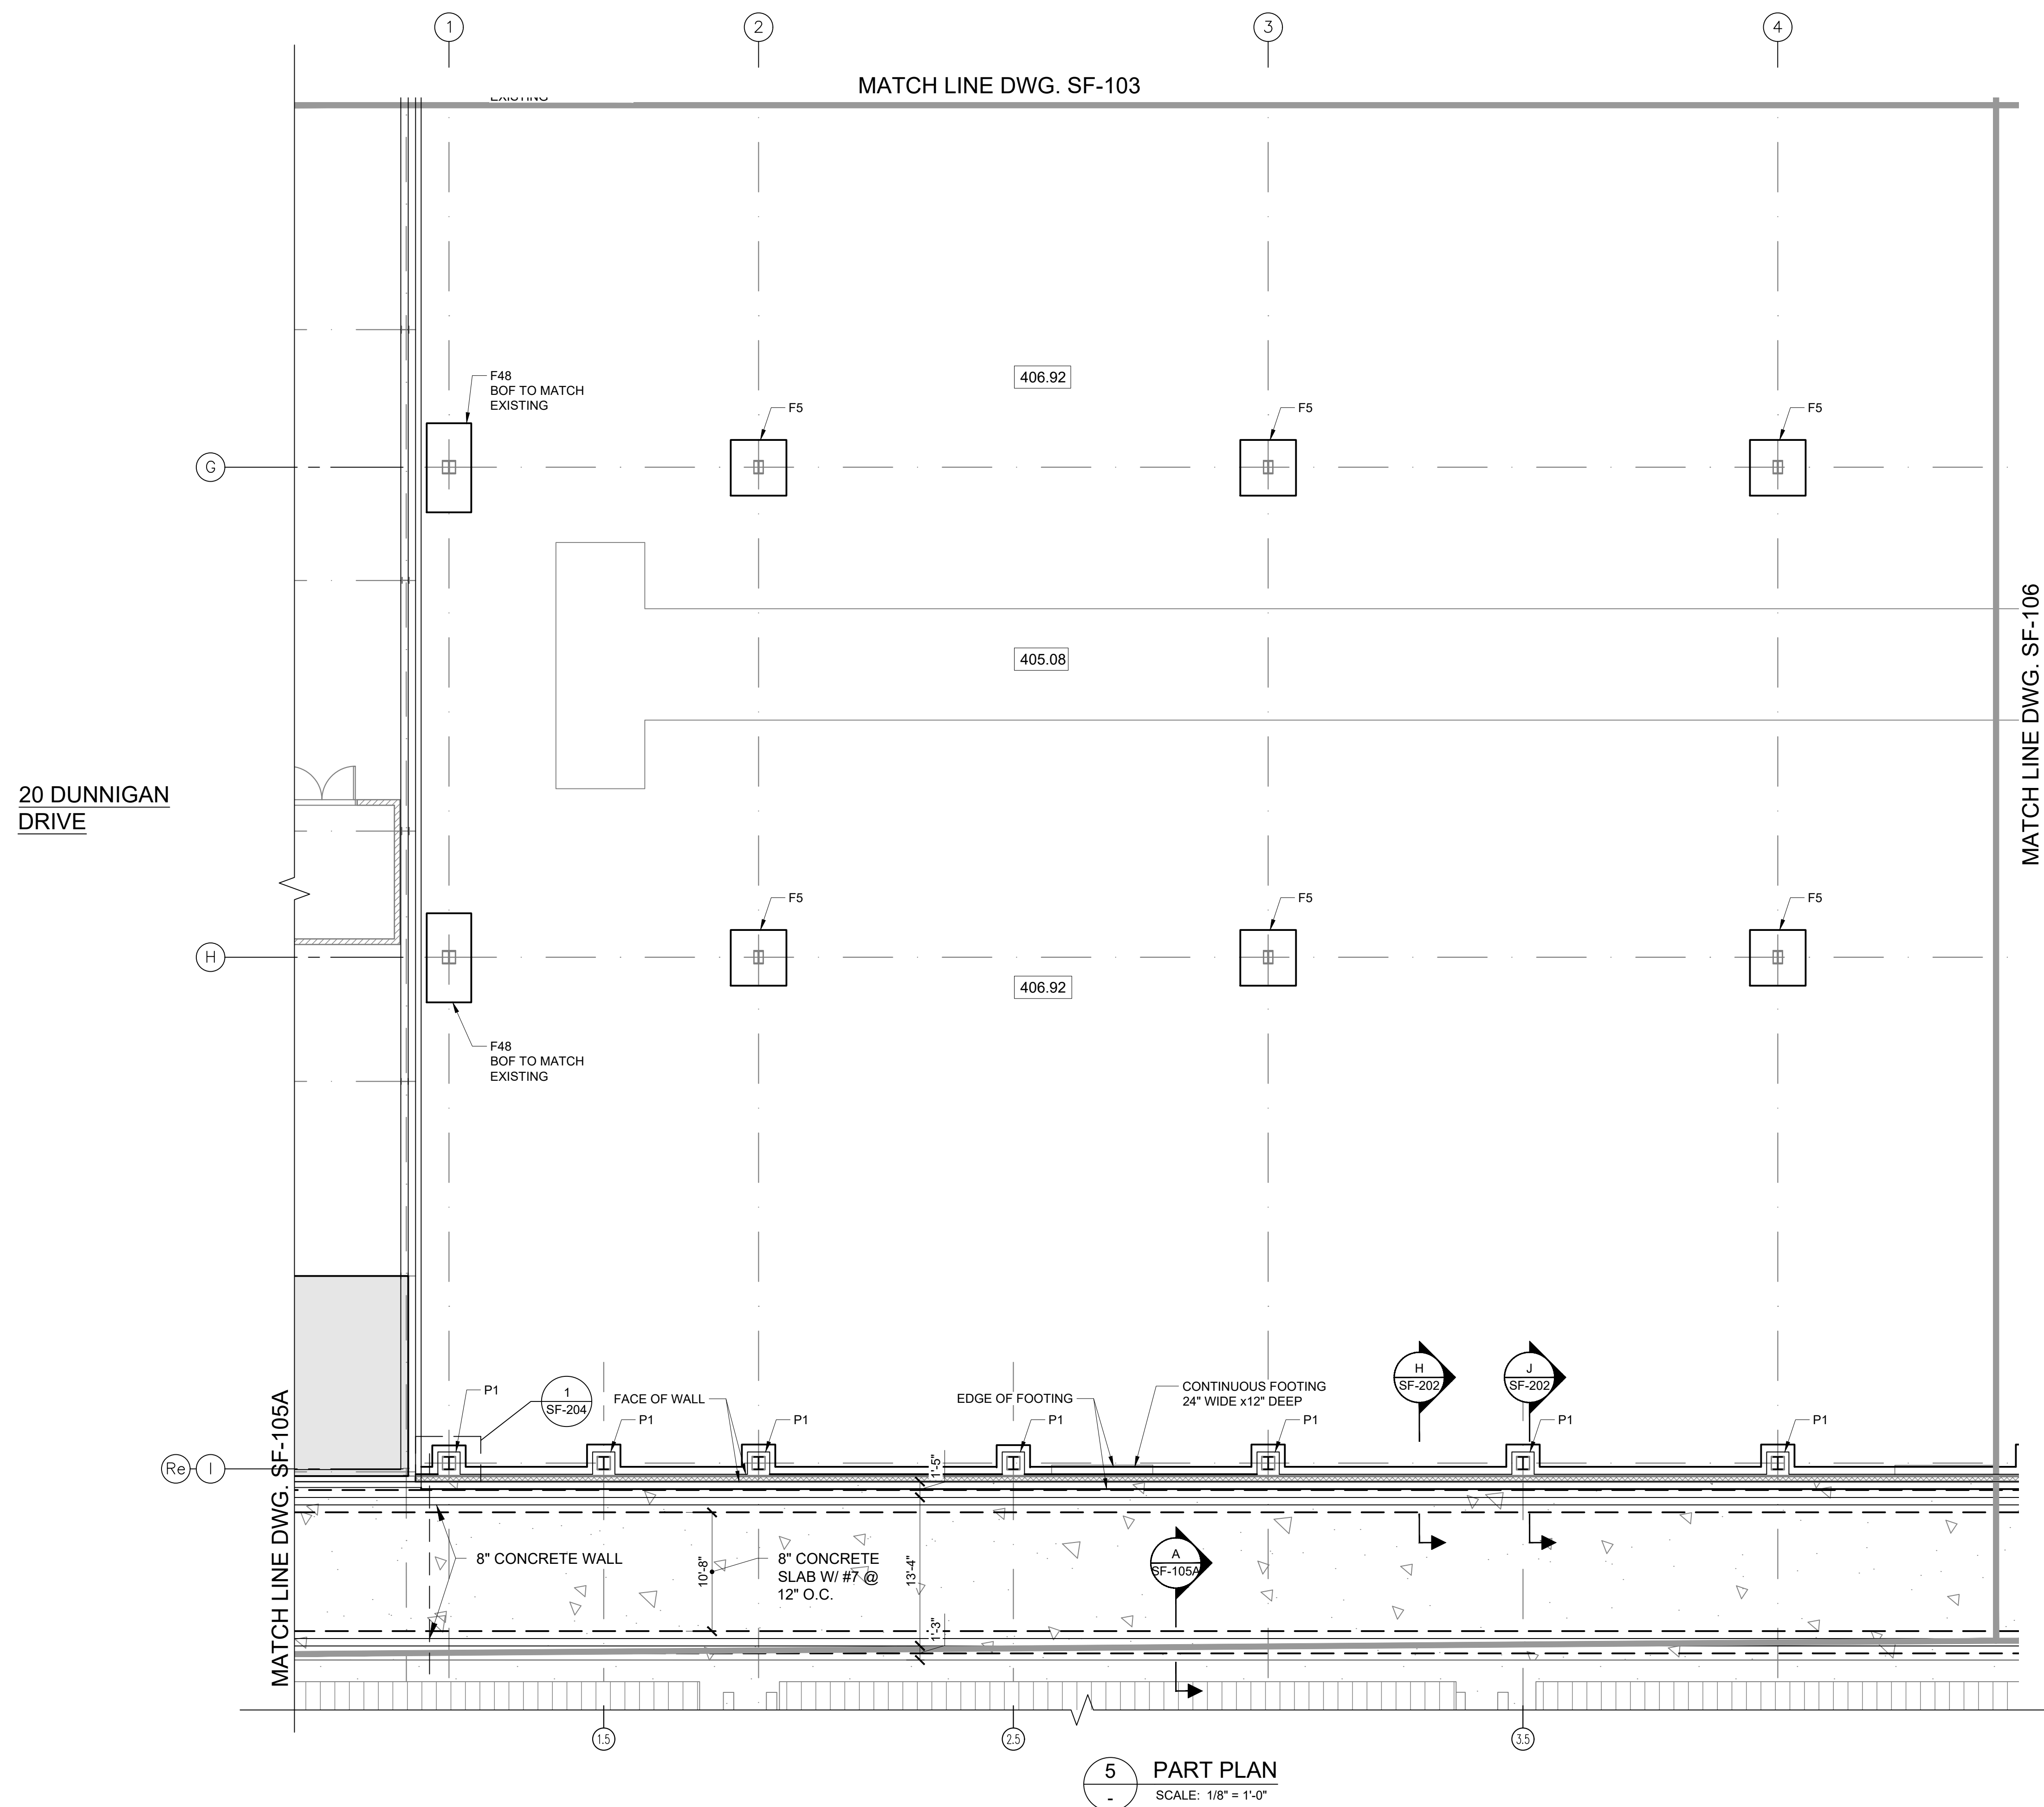 1
2
3
4
MATCH LINE DWG. SF-103
EXISTING
F48
BOF TO MATCH
EXISTING
406.92
F5
F5
F5
G
405.08
MATCH LINE DWG. SF-106
20 DUNNIGAN
DRIVE
F5
F5
F5
H
406.92
F48
BOF TO MATCH
EXISTING
MATCH LINE DWG. SF-105A
P1
1
SF-204
FACE OF WALL
P1
P1
EDGE OF FOOTING
CONTINUOUS FOOTING
24" WIDE x12" DEEP
P1
P1
H
SF-202
J
SF-202
P1
P1
Re
I
1'-5"
8" CONCRETE WALL
10'-8"
8" CONCRETE
SLAB W/ #7 @
12" O.C.
13'-4"
A
SF-105A
1'-3"
1.5
2.5
3.5
5
-
PART PLAN
SCALE: 1/8" = 1'-0"